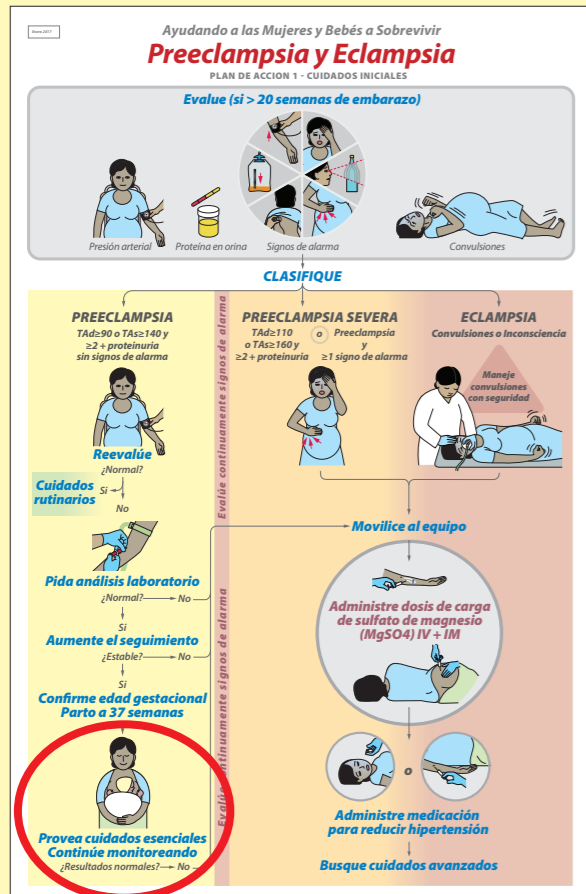 Enero 2017
Ayudando a las Mujeres y Bebés a Sobrevivir
Preeclampsia y Eclampsia
PLAN DE ACCION 1 - CUIDADOS INICIALES
Evalue (si > 20 semanas de embarazo)
Presión arterial
Proteína en orina
Signos de alarma
Convulsiones
CLASIFIQUE
PREECLAMPSIA
TAd≥90 o TAs≥140 y
≥2 + proteinuria
sin signos de alarma
Reevalúe
¿Normal?
Cuidados
rutinarios
Si
No
Pida análisis laboratorio
¿Normal?
No
Si
Aumente el seguimiento
¿Estable?
No
Si
Confirme edad gestacional
Parto a 37 semanas
Provea cuidados esenciales
Continúe monitoreando
¿Resultados normales?
No
Evalúe continuamente signos de alarma
Evalúe continuamente signos de alarma
PREECLAMPSIA SEVERA
TAd≥110
o TAs≥160 y
≥2 + proteinuria
o
Preeclampsia
y
≥1 signo de alarma
ECLAMPSIA
Convulsiones o Inconsciencia
Maneje
convulsiones
con seguridad
Movilice al equipo
Administre dosis de carga
de sulfato de magnesio
(MgSO4) IV + IM
o
Administre medicación
para reducir hipertensión
Busque cuidados avanzados